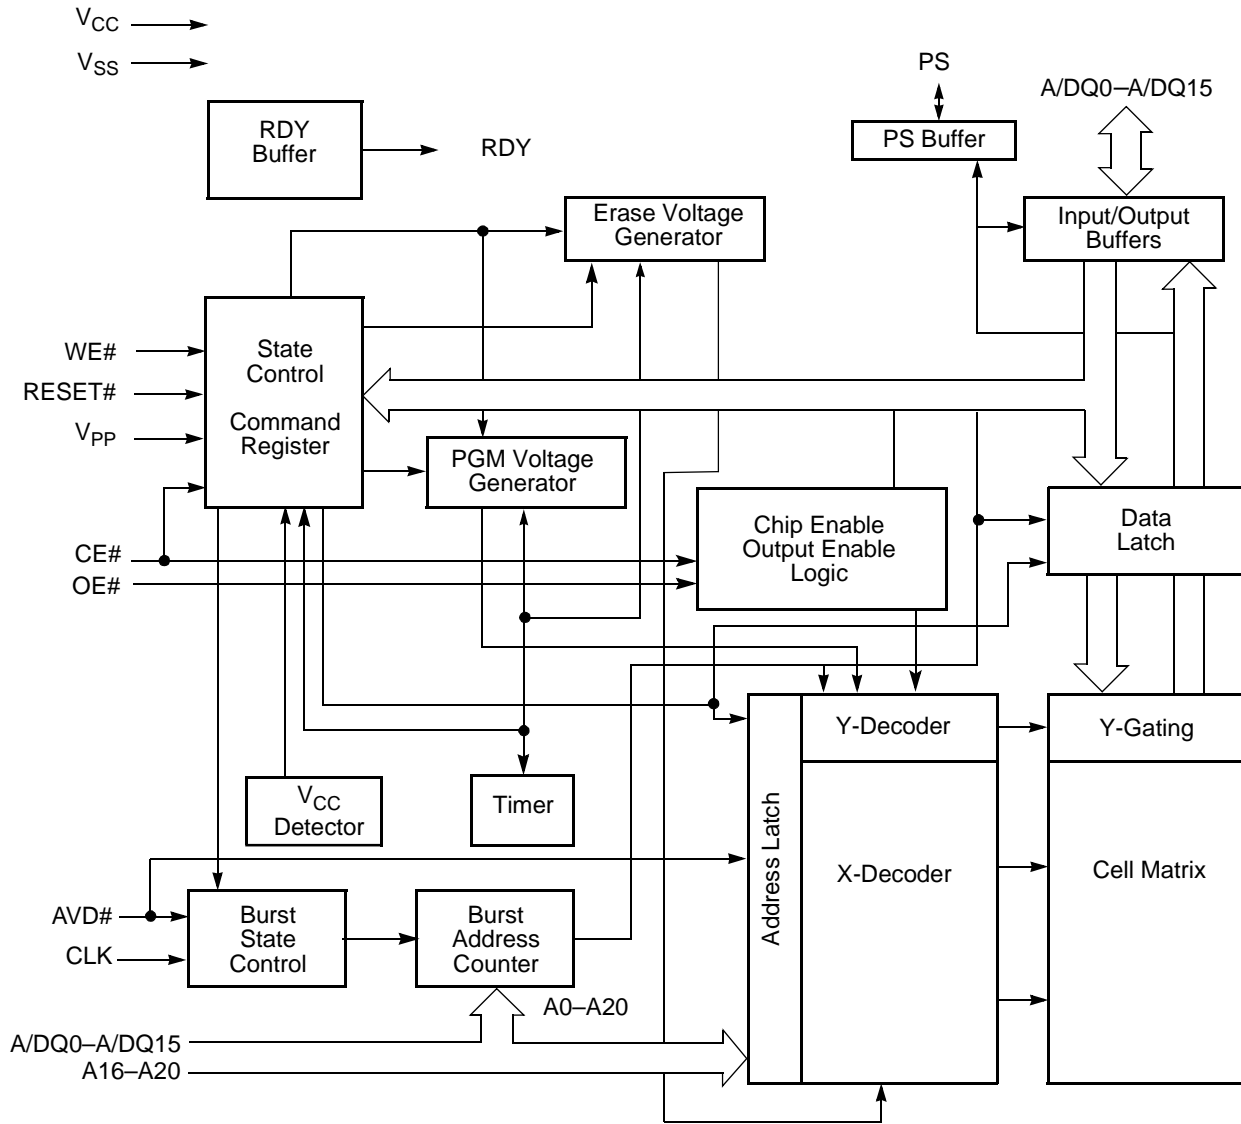 VCC
VSS
PS
A/DQ0–A/DQ15
RDY
Buffer
RDY
PS Buffer
Erase Voltage
Generator
Input/Output
Buffers
WE#
RESET#
VPP
CE#
OE#
State
Control
Command
Register
PGM Voltage
Generator
Chip Enable
Output Enable
Logic
Data
Latch
Y-Decoder
Y-Gating
VCC
Detector
Timer
Address Latch
X-Decoder
Cell Matrix
AVD#
CLK
Burst
State
Control
Burst
Address
Counter
A0–A20
A/DQ0–A/DQ15
A16–A20